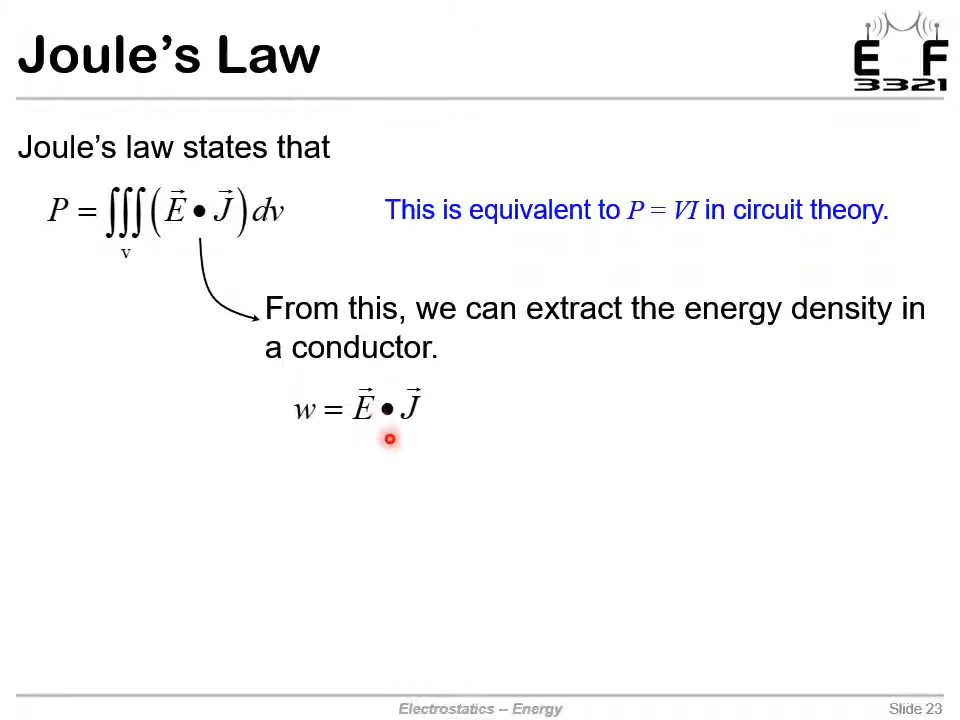 Joule's Law
E F
3321
Joule's law states that
P = ∭ ( E⃗ • J⃗ ) dv
v
This is equivalent to P = VI in circuit theory.
From this, we can extract the energy density in
a conductor.
w = E⃗ • J⃗
Electrostatics -- Energy
Slide 23